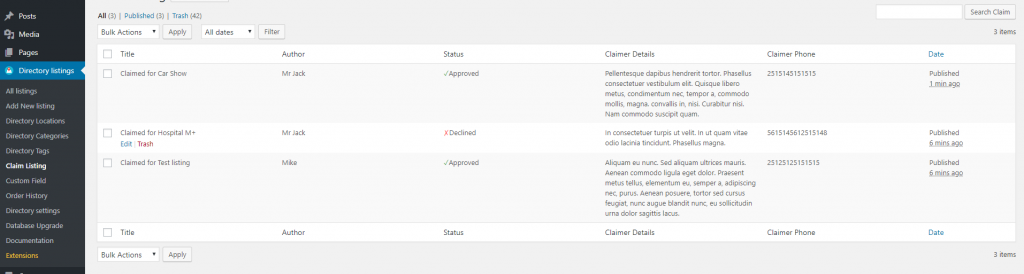 Posts
Media
Pages
Directory listings
All listings
Add New listing
Directory Locations
Directory Categories
Directory Tags
Claim Listing
Custom Field
Order History
Directory settings
Database Upgrade
Documentation
Extensions
All (3) | Published (3) | Trash (42)
Search Claim
Bulk Actions Apply All dates Filter
3 items
Title Author Status Claimer Details Claimer Phone Date
Claimed for Car Show Mr Jack ✓Approved Pellentesque dapibus hendrerit tortor. Phasellus 2515145151515 Published
consectetuer vestibulum elit. Quisque libero 1 min ago
metus, condimentum nec, tempor a, commodo
mollis, magna. convallis in, nisi. Curabitur nisi.
Nam commodo suscipit quam.
Claimed for Hospital M+ Mr Jack ✗Declined In consectetuer turpis ut velit. In ut quam vitae 5615145612515148 Published
Edit | Trash odio lacinia tincidunt. Phasellus magna. 6 mins ago
Claimed for Test listing Mike ✓Approved Aliquam eu nunc. Sed aliquam ultrices mauris. 25125125151515 Published
Aenean commodo ligula eget dolor. Praesent 6 mins ago
metus tellus, elementum eu, semper a, adipiscing
nec, purus. Aenean posuere, tortor sed cursus
feugiat, nunc augue blandit nunc, eu sollicitudin
urna dolor sagittis lacus.
Title Author Status Claimer Details Claimer Phone Date
Bulk Actions Apply
3 items